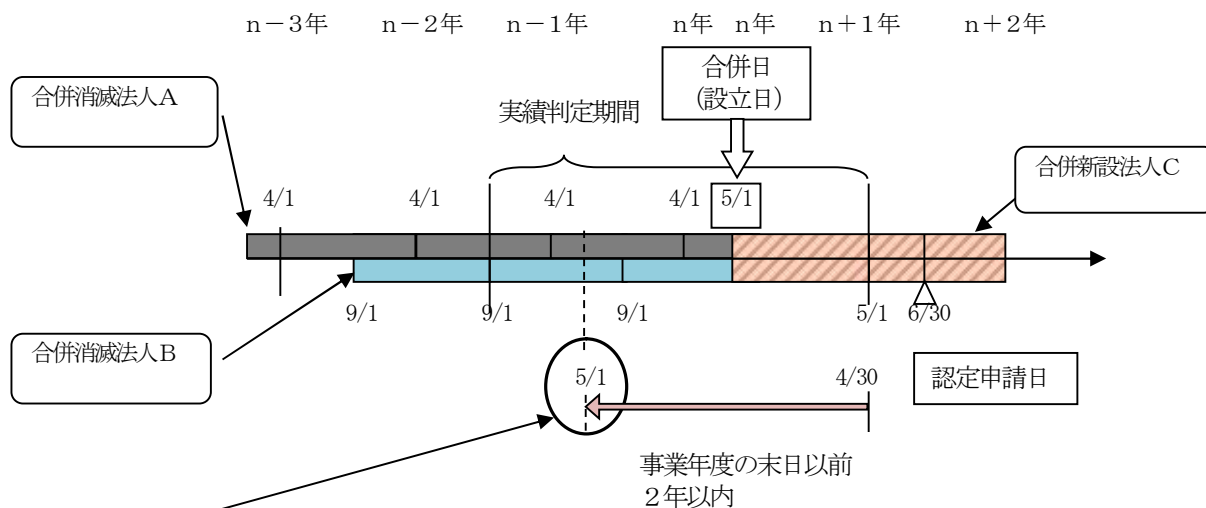 n－3年 n－2年 n－1年 n年 n年 n＋1年 n＋2年
合併日
（設立日）
合併消滅法人A
実績判定期間
合併新設法人C
4/1 4/1 4/1 4/1 5/1
9/1 9/1 9/1 5/1 6/30
合併消滅法人B
5/1 4/30 認定申請日
事業年度の末日以前
２年以内